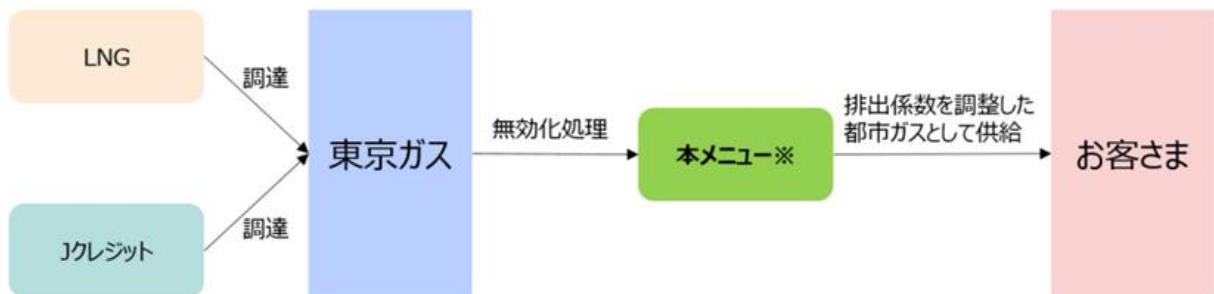 LNG
調達
東京ガス
無効化処理
本メニュー※
排出係数を調整した
都市ガスとして供給
お客さま
Jクレジット
調達